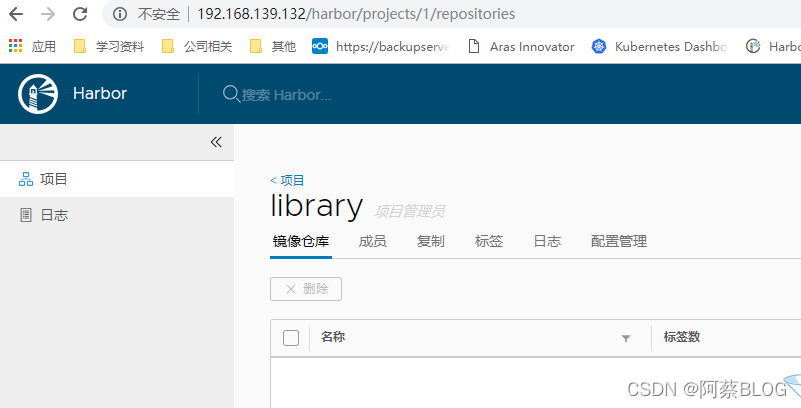 不安全 192.168.139.132/harbor/projects/1/repositories
应用 学习资料 公司相关 其他 https://backupserve Aras Innovator Kubernetes Dashbo Harbo
Harbor 搜索 Harbor...
项目
日志
< 项目
library 项目管理员
镜像仓库 成员 复制 标签 日志 配置管理
删除
名称 标签数
CSDN @阿蔡BLOG